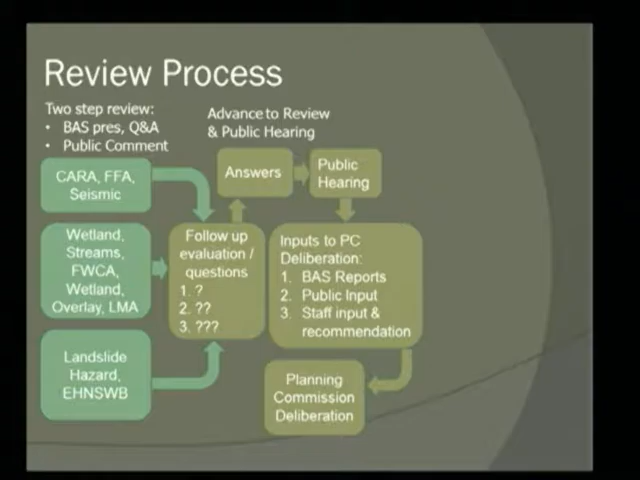 Review Process
Two step review:
• BAS pres, Q&A
• Public Comment
Advance to Review
& Public Hearing
CARA, FFA,
Seismic
Wetland,
Streams,
FWCA,
Wetland,
Overlay, LMA
Landslide
Hazard,
EHNSWB
Follow up
evaluation /
questions
1. ?
2. ??
3. ???
Answers
Public
Hearing
Inputs to PC
Deliberation:
1. BAS Reports
2. Public Input
3. Staff input &
recommendation
Planning
Commission
Deliberation